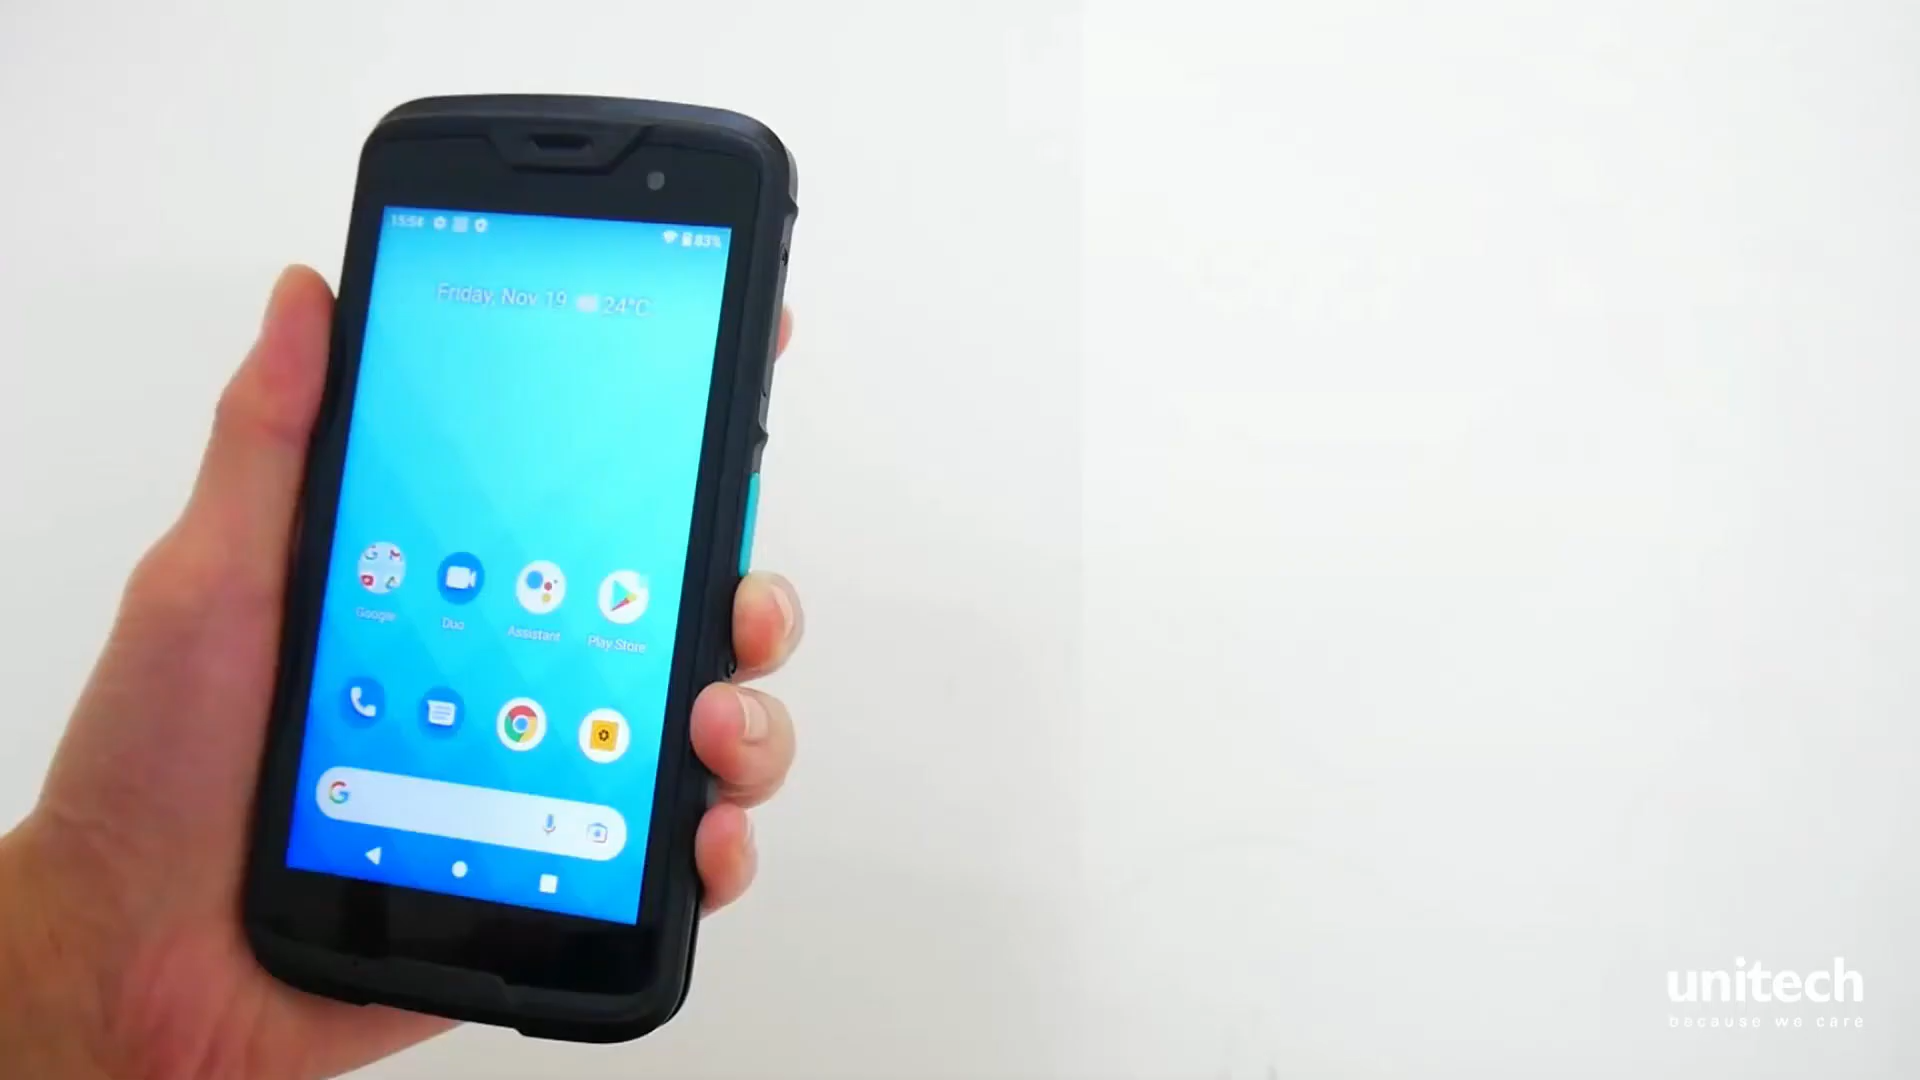 15:54
83%
Friday, Nov 19 24°C
Google
Duo
Assistant
Play Store
unitech
because we care